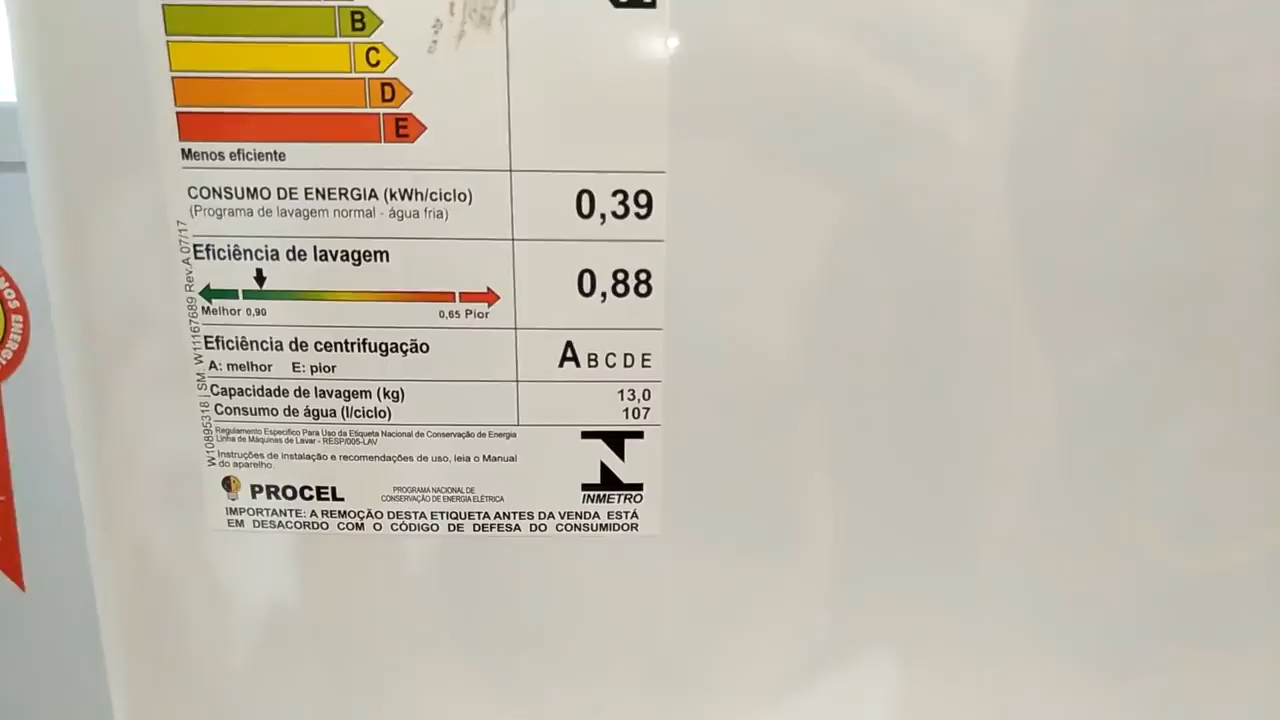 B
C
D
E
Menos eficiente
CONSUMO DE ENERGIA (kWh/ciclo)
(Programa de lavagem normal - água fria)
0,39
Eficiência de lavagem
0,88
Melhor 0,90
0,65 Pior
Eficiência de centrifugação
A: melhor E: pior
A B C D E
Capacidade de lavagem (kg)
13,0
Consumo de água (l/ciclo)
107
W10895318 | SM: W11167689 Rev.A 07/17
Regulamento Específico Para Uso da Etiqueta Nacional de Conservação de Energia
Linha de Máquinas de Lavar - RESP/005-LAV
Instruções de instalação e recomendações de uso, leia o Manual
do aparelho.
PROCEL
PROGRAMA NACIONAL DE
CONSERVAÇÃO DE ENERGIA ELÉTRICA
INMETRO
IMPORTANTE: A REMOÇÃO DESTA ETIQUETA ANTES DA VENDA ESTÁ
EM DESACORDO COM O CÓDIGO DE DEFESA DO CONSUMIDOR